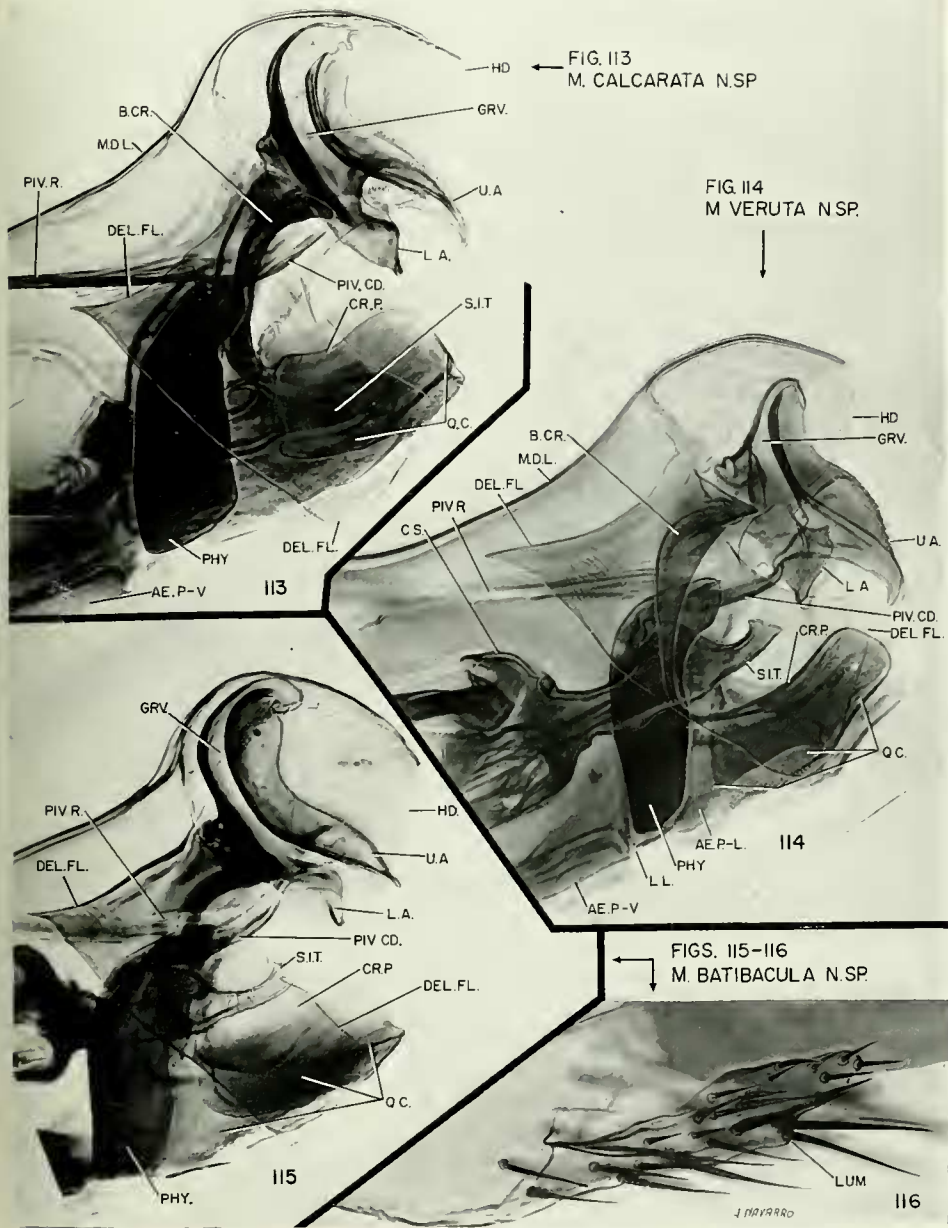 HD
FIG. 113
M. CALCARATA N.SP
B.CR.
GRV.
M.D.L.
PIV.R.
U.A
DEL.FL.
L A.
PIV.CD.
CR.P.
S.I.T
Q.C.
PHY
DEL.FL.
AE.P-V
113
FIG. 114
M VERUTA N SP.
HD
GRV.
B.CR.
M.D.L.
DEL.FL
PIV R
C S.
U A.
L A
PIV.CD.
DEL FL.
CR.P.
S.I.T.
Q C.
AE.P-L.
114
PHY
L L.
AE.P-V
GRV.
PIV R.
HD.
DEL.FL.
U.A
L.A.
PIV CD.
S.I.T.
CR.P
DEL.FL.
Q C.
115
PHY.
FIGS. 115-116
M. BATIBACULA N.SP.
LUM
116
J NAVARRO